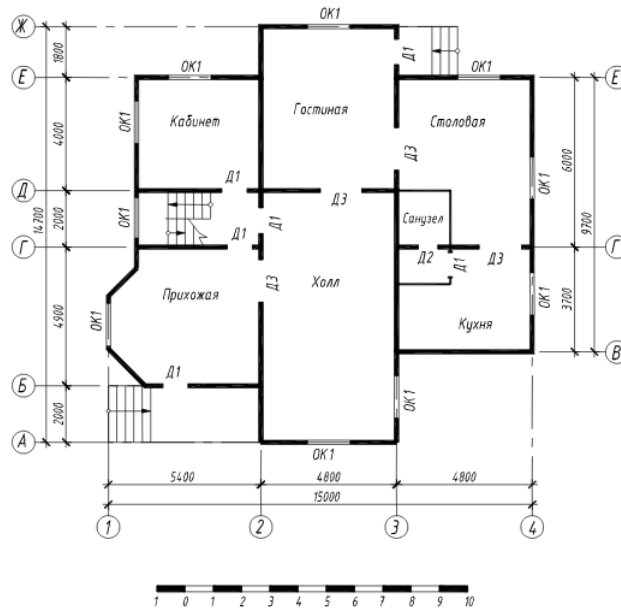 Ж
ОК1
1800
Д1
Е
ОК1
ОК1
Е
Кабинет
Гостиная
Столовая
ОК1
4000
6000
Д3
Д1
ОК1
Д
Д3
Санузел
14700
2000
ОК1
Д1
9700
Д1
Г
Д2
Д1
Д3
Г
Прихожая
Д3
Холл
ОК1
3700
4900
ОК1
Кухня
В
Д1
Б
ОК1
2000
А
ОК1
5400
4800
4800
15000
1
2
3
4
1 0 1 2 3 4 5 6 7 8 9 10